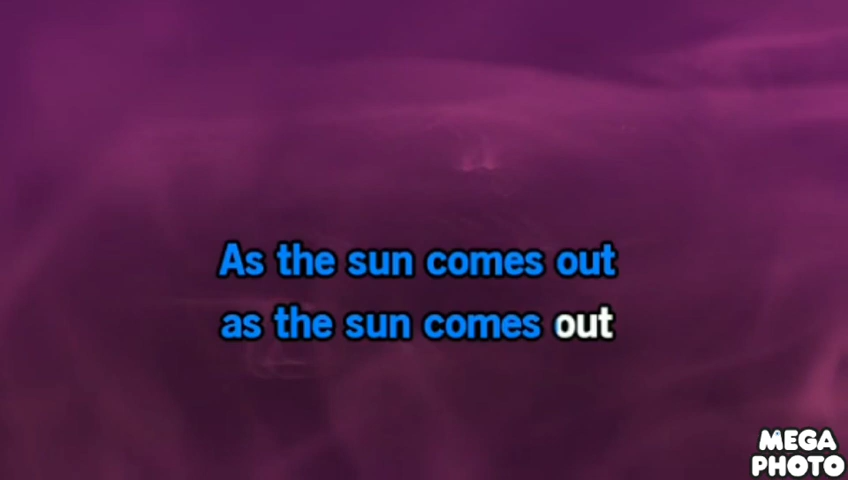 As the sun comes out
as the sun comes out
MEGA
PHOTO